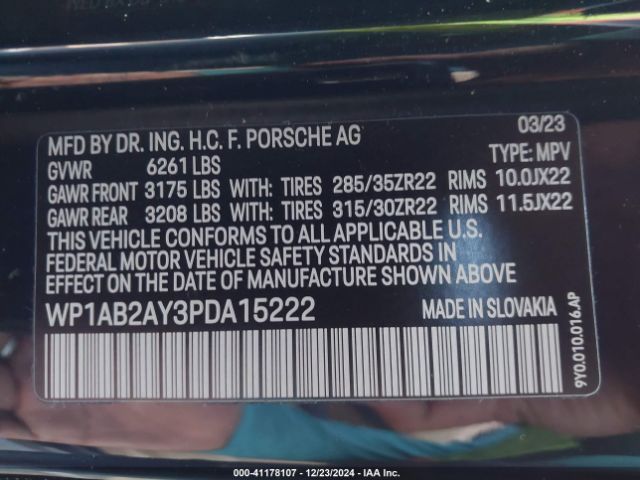 MFD BY DR. ING. H.C. F. PORSCHE AG 03/23
GVWR 6261 LBS TYPE: MPV
GAWR FRONT 3175 LBS WITH: TIRES 285/35ZR22 RIMS 10.0JX22
GAWR REAR 3208 LBS WITH: TIRES 315/30ZR22 RIMS 11.5JX22
THIS VEHICLE CONFORMS TO ALL APPLICABLE U.S.
FEDERAL MOTOR VEHICLE SAFETY STANDARDS IN
EFFECT ON THE DATE OF MANUFACTURE SHOWN ABOVE
WP1AB2AY3PDA15222 MADE IN SLOVAKIA
9Y0.010.016.AP
000-41178107 - 12/23/2024 - IAA Inc.